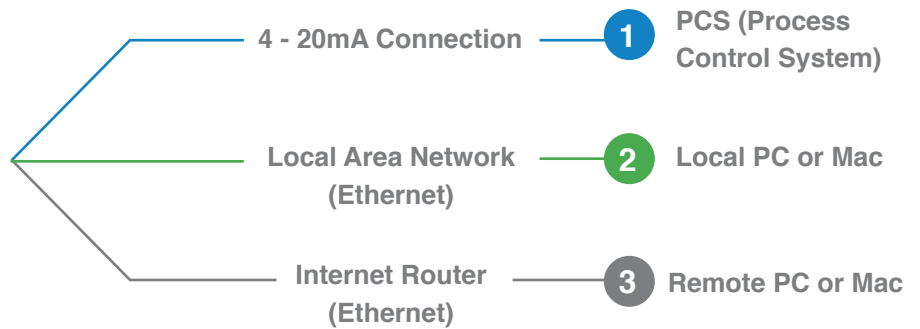 4 - 20mA Connection
1
PCS (Process
Control System)
Local Area Network
(Ethernet)
2
Local PC or Mac
Internet Router
(Ethernet)
3
Remote PC or Mac